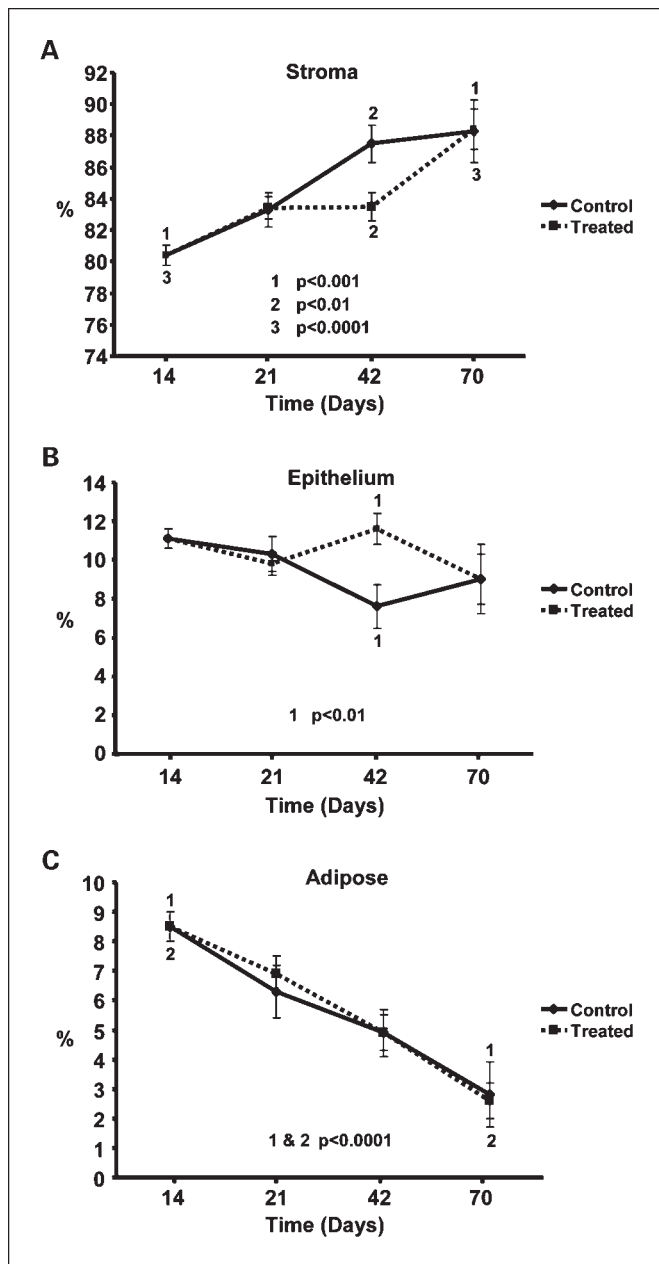 A
Stroma
92
90
88
86
84
82
80
78
76
74
%
1
3
2
2
1
3
1 p<0.001
2 p<0.01
3 p<0.0001
14 21 42 70
Time (Days)
Control
Treated
B
Epithelium
14
12
10
8
6
4
2
0
%
1
1
1 p<0.01
14 21 42 70
Time (Days)
Control
Treated
C
Adipose
10
9
8
7
6
5
4
3
2
1
0
%
1
2
1
2
1 & 2 p<0.0001
14 21 42 70
Time (Days)
Control
Treated